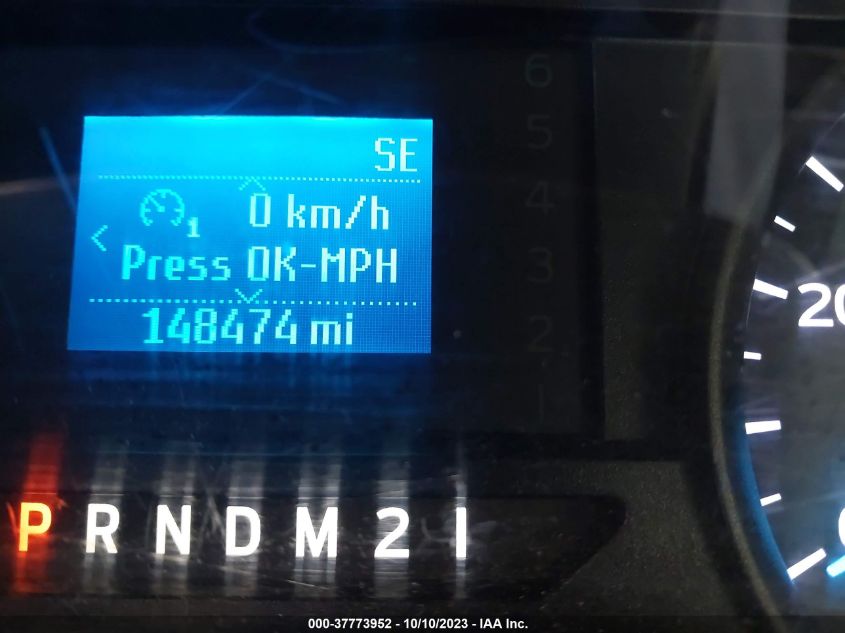 6
5
SE
4
0 km/h
1
3
Press OK-MPH
20
148474 mi
2
P R N D M 2 1
000-37773952 - 10/10/2023 - IAA Inc.